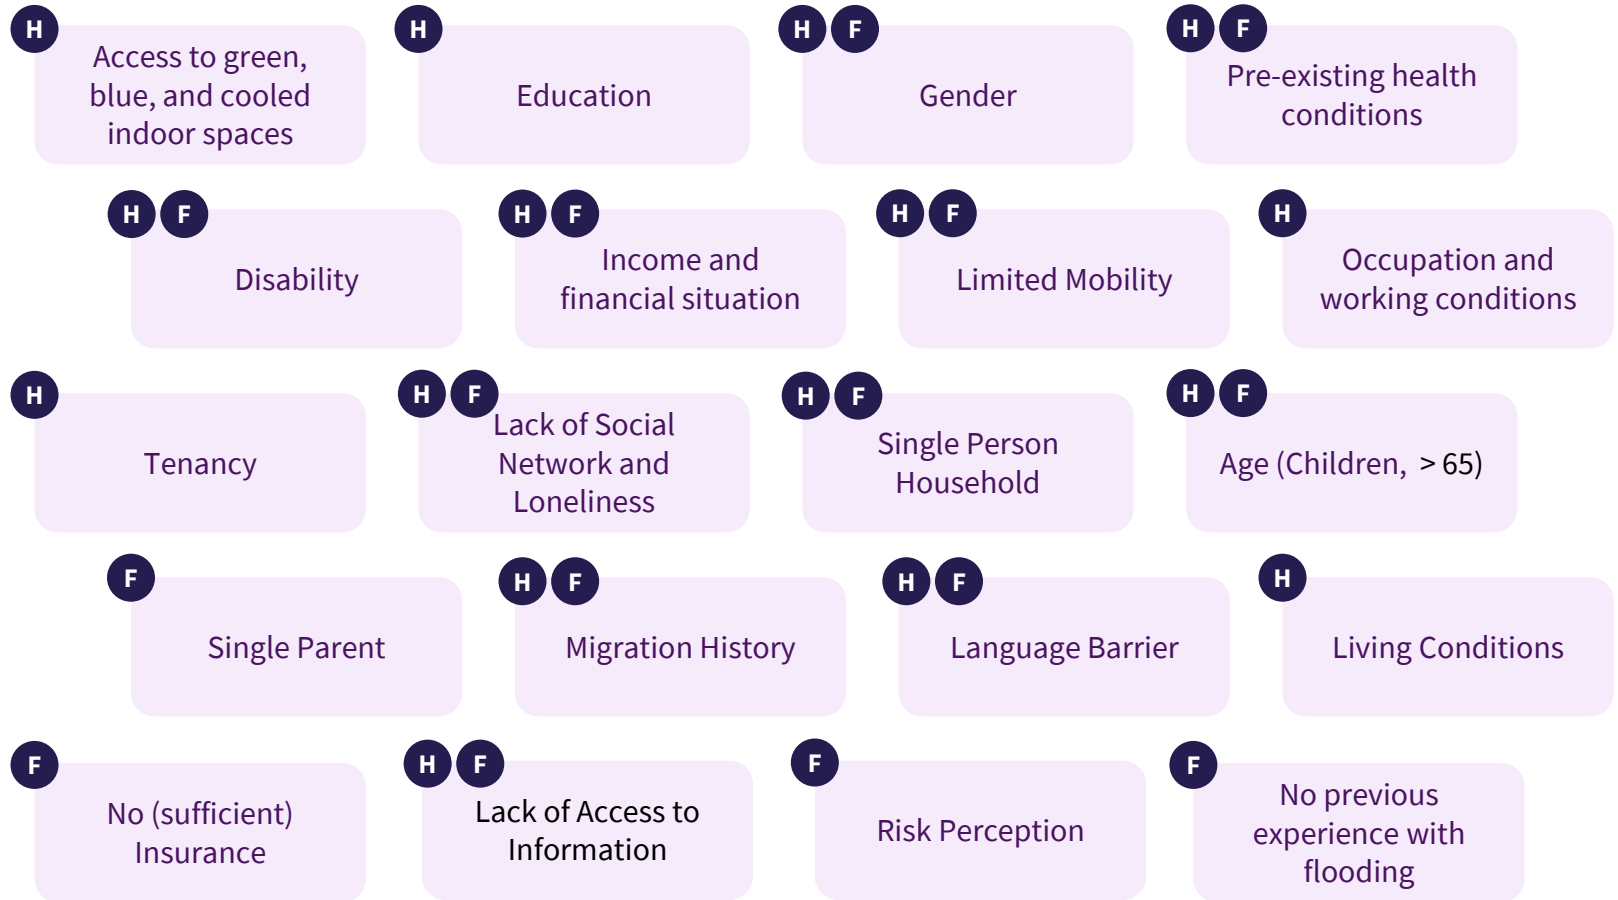 H
Access to green,
blue, and cooled
indoor spaces
H
Education
H F
Gender
H F
Pre-existing health
conditions
H F
Disability
H F
Income and
financial situation
H F
Limited Mobility
H
Occupation and
working conditions
H
Tenancy
H F
Lack of Social
Network and
Loneliness
H F
Single Person
Household
H F
Age (Children, > 65)
F
Single Parent
H F
Migration History
H F
Language Barrier
H
Living Conditions
F
No (sufficient)
Insurance
H F
Lack of Access to
Information
F
Risk Perception
F
No previous
experience with
flooding